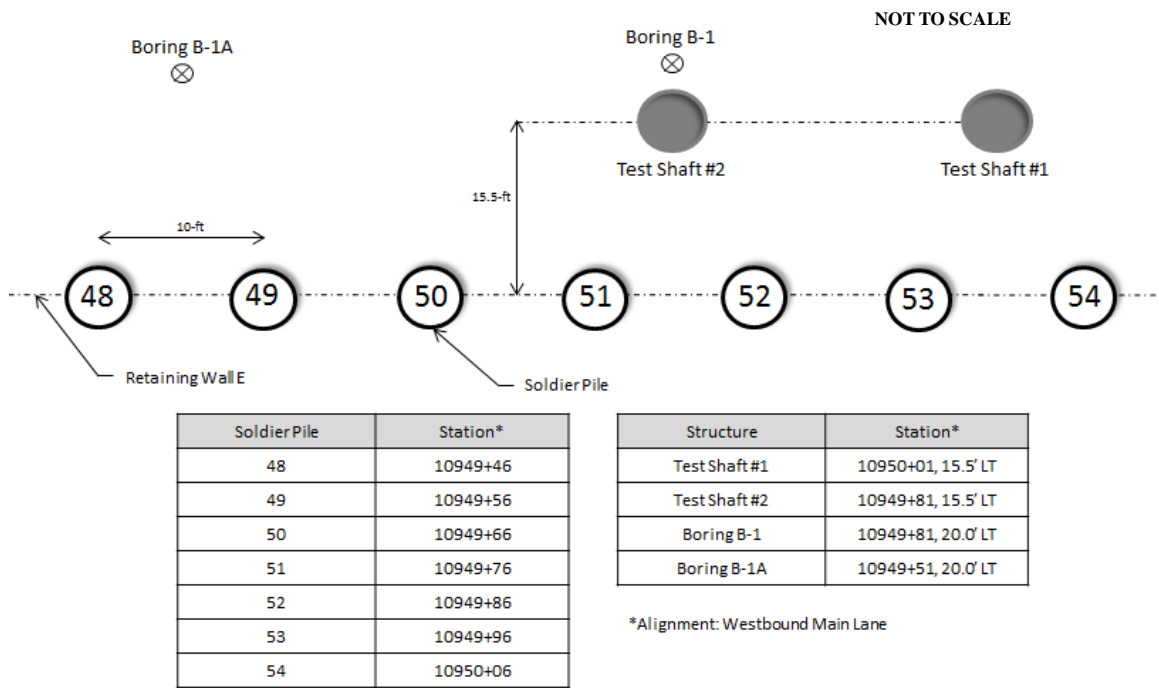 NOT TO SCALE
Boring B-1A
Boring B-1
Test Shaft #2
Test Shaft #1
15.5-ft
10-ft
48
49
50
51
52
53
54
Retaining Wall E
Soldier Pile
Soldier Pile Station*
48 10949+46
49 10949+56
50 10949+66
51 10949+76
52 10949+86
53 10949+96
54 10950+06
Structure Station*
Test Shaft #1 10950+01, 15.5' LT
Test Shaft #2 10949+81, 15.5' LT
Boring B-1 10949+81, 20.0' LT
Boring B-1A 10949+51, 20.0' LT
*Alignment: Westbound Main Lane